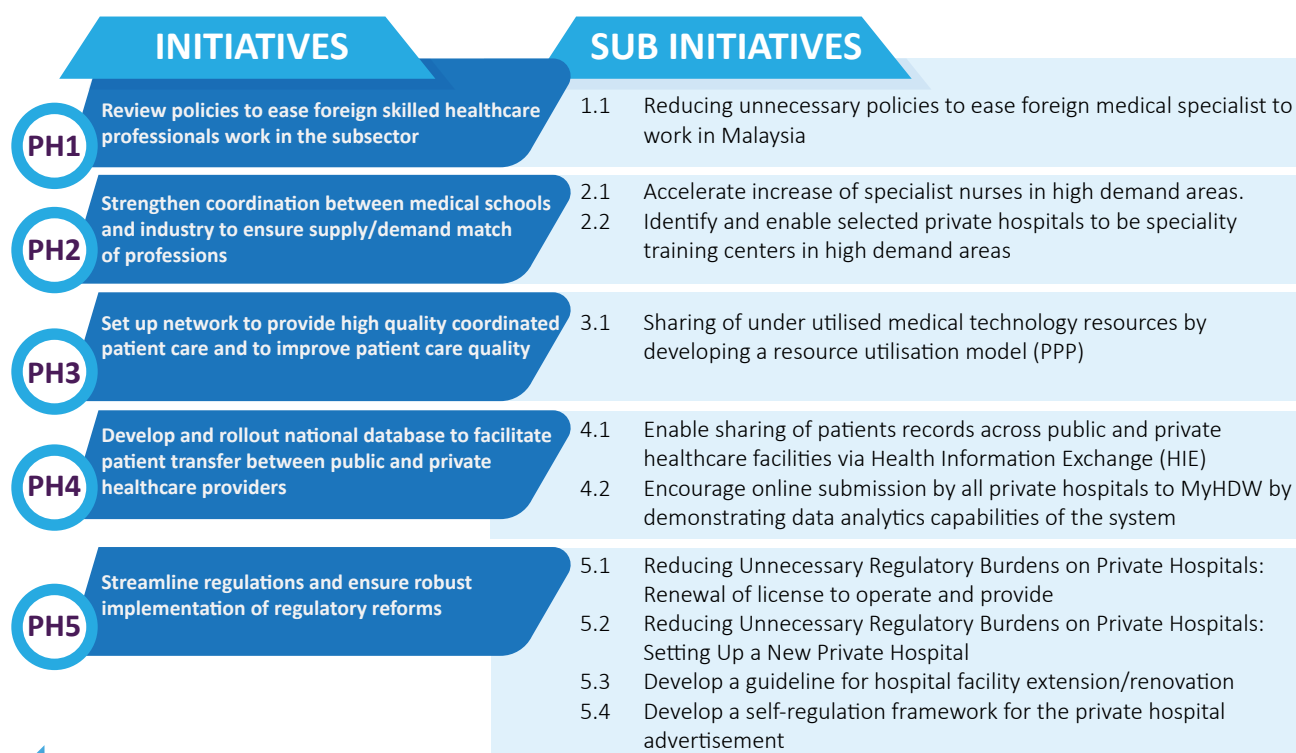 INITIATIVES
SUB INITIATIVES
PH1
Review policies to ease foreign skilled healthcare
professionals work in the subsector
1.1 Reducing unnecessary policies to ease foreign medical specialist to
work in Malaysia
PH2
Strengthen coordination between medical schools
and industry to ensure supply/demand match
of professions
2.1 Accelerate increase of specialist nurses in high demand areas.
2.2 Identify and enable selected private hospitals to be speciality
training centers in high demand areas
PH3
Set up network to provide high quality coordinated
patient care and to improve patient care quality
3.1 Sharing of under utilised medical technology resources by
developing a resource utilisation model (PPP)
PH4
Develop and rollout national database to facilitate
patient transfer between public and private
healthcare providers
4.1 Enable sharing of patients records across public and private
healthcare facilities via Health Information Exchange (HIE)
4.2 Encourage online submission by all private hospitals to MyHDW by
demonstrating data analytics capabilities of the system
PH5
Streamline regulations and ensure robust
implementation of regulatory reforms
5.1 Reducing Unnecessary Regulatory Burdens on Private Hospitals:
Renewal of license to operate and provide
5.2 Reducing Unnecessary Regulatory Burdens on Private Hospitals:
Setting Up a New Private Hospital
5.3 Develop a guideline for hospital facility extension/renovation
5.4 Develop a self-regulation framework for the private hospital
advertisement